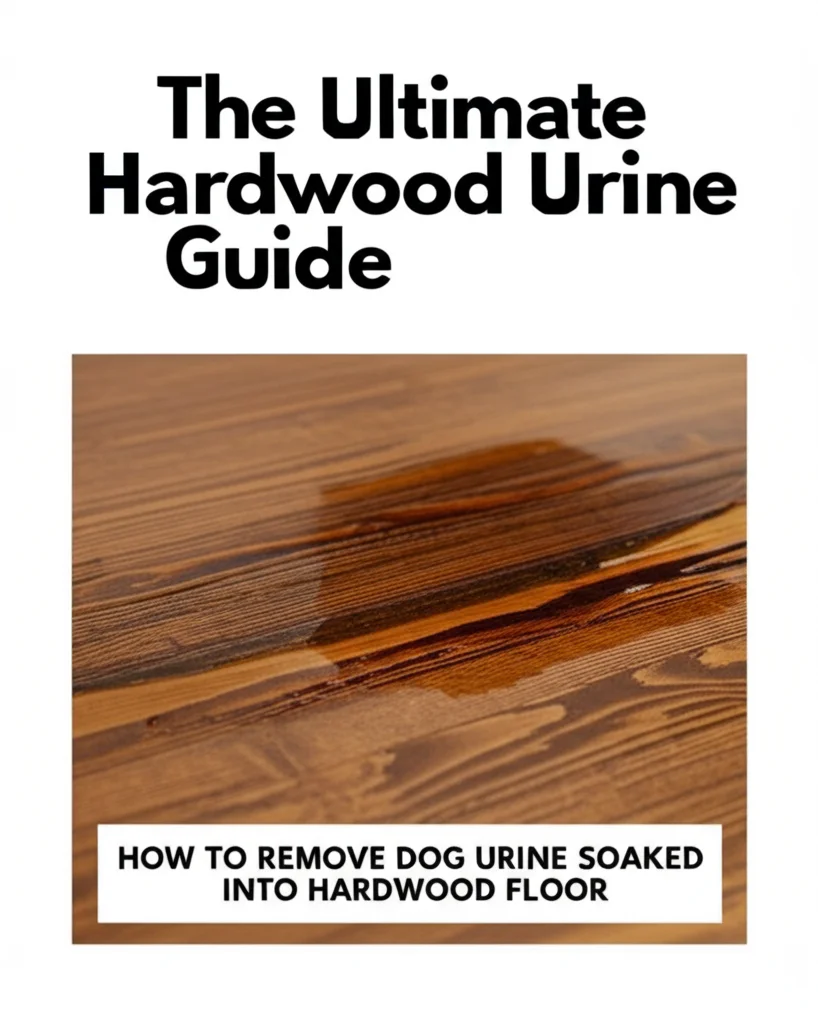 The Ultimate
Hardwood Urine
Guide
HOW TO REMOVE DOG URINE SOAKED
INTO HARDWOOD FLOOR